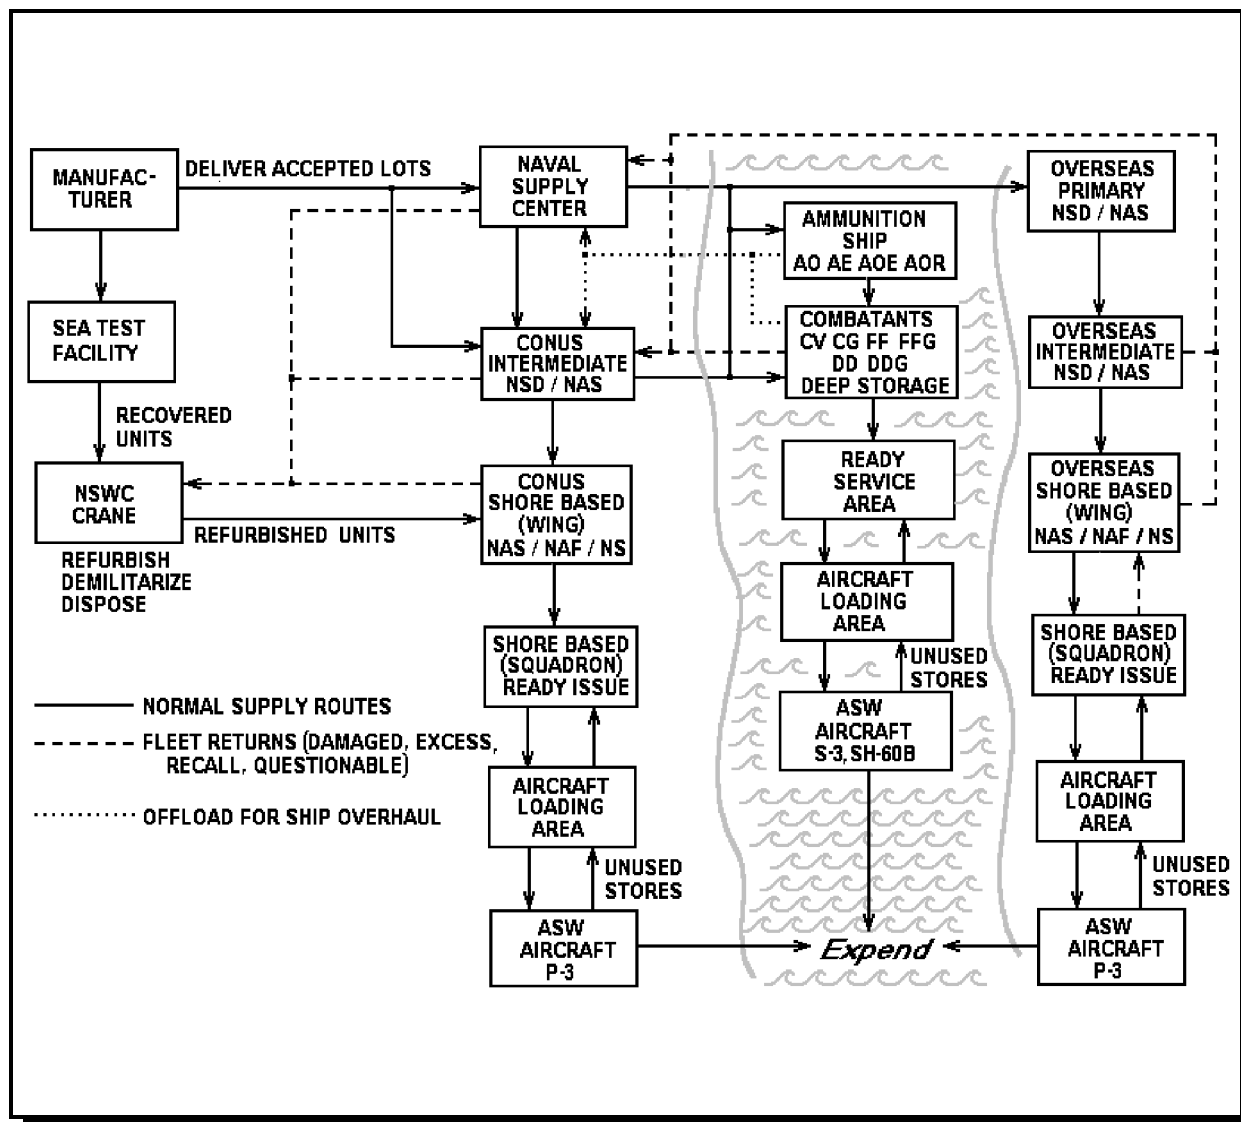 MANUFAC-
TURER
DELIVER ACCEPTED LOTS
NAVAL
SUPPLY
CENTER
OVERSEAS
PRIMARY
NSD / NAS
AMMUNITION
SHIP
AO AE AOE AOR
SEA TEST
FACILITY
CONUS
INTERMEDIATE
NSD / NAS
COMBATANTS
CV CG FF FFG
DD DDG
DEEP STORAGE
OVERSEAS
INTERMEDIATE
NSD / NAS
RECOVERED
UNITS
NSWC
CRANE
REFURBISHED UNITS
REFURBISH
DEMILITARIZE
DISPOSE
CONUS
SHORE BASED
(WING)
NAS / NAF / NS
READY
SERVICE
AREA
OVERSEAS
SHORE BASED
(WING)
NAS / NAF / NS
AIRCRAFT
LOADING
AREA
SHORE BASED
(SQUADRON)
READY ISSUE
UNUSED
STORES
SHORE BASED
(SQUADRON)
READY ISSUE
NORMAL SUPPLY ROUTES
FLEET RETURNS (DAMAGED, EXCESS,
RECALL, QUESTIONABLE)
OFFLOAD FOR SHIP OVERHAUL
ASW
AIRCRAFT
S-3, SH-60B
AIRCRAFT
LOADING
AREA
AIRCRAFT
LOADING
AREA
UNUSED
STORES
UNUSED
STORES
ASW
AIRCRAFT
P-3
Expend
ASW
AIRCRAFT
P-3